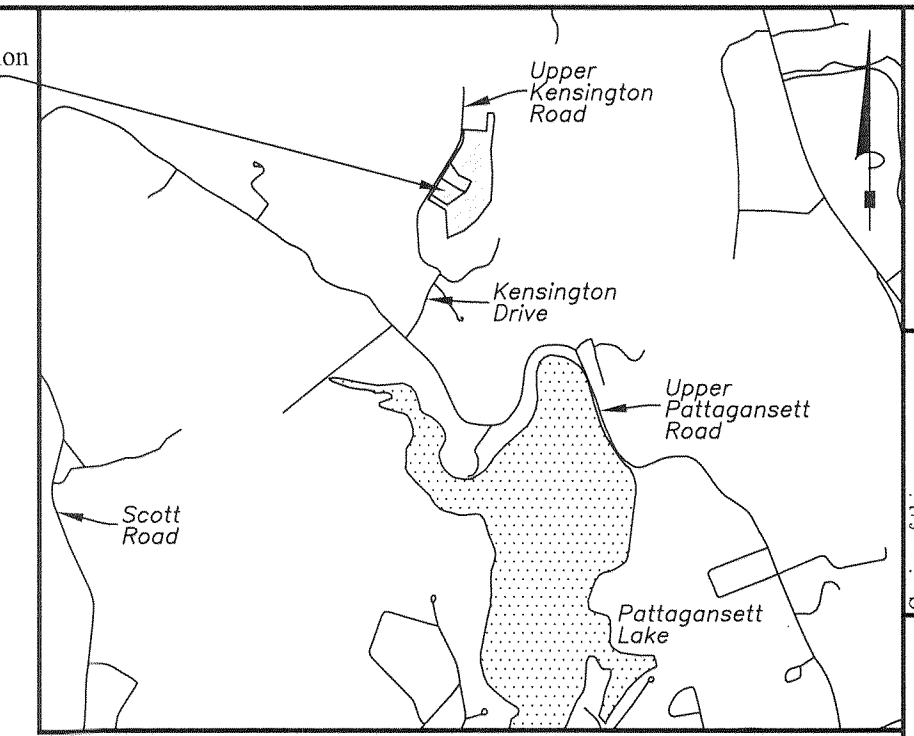 Upper
Kensington
Road
Kensington
Drive
Upper
Pattagansett
Road
Scott
Road
Pattagansett
Lake